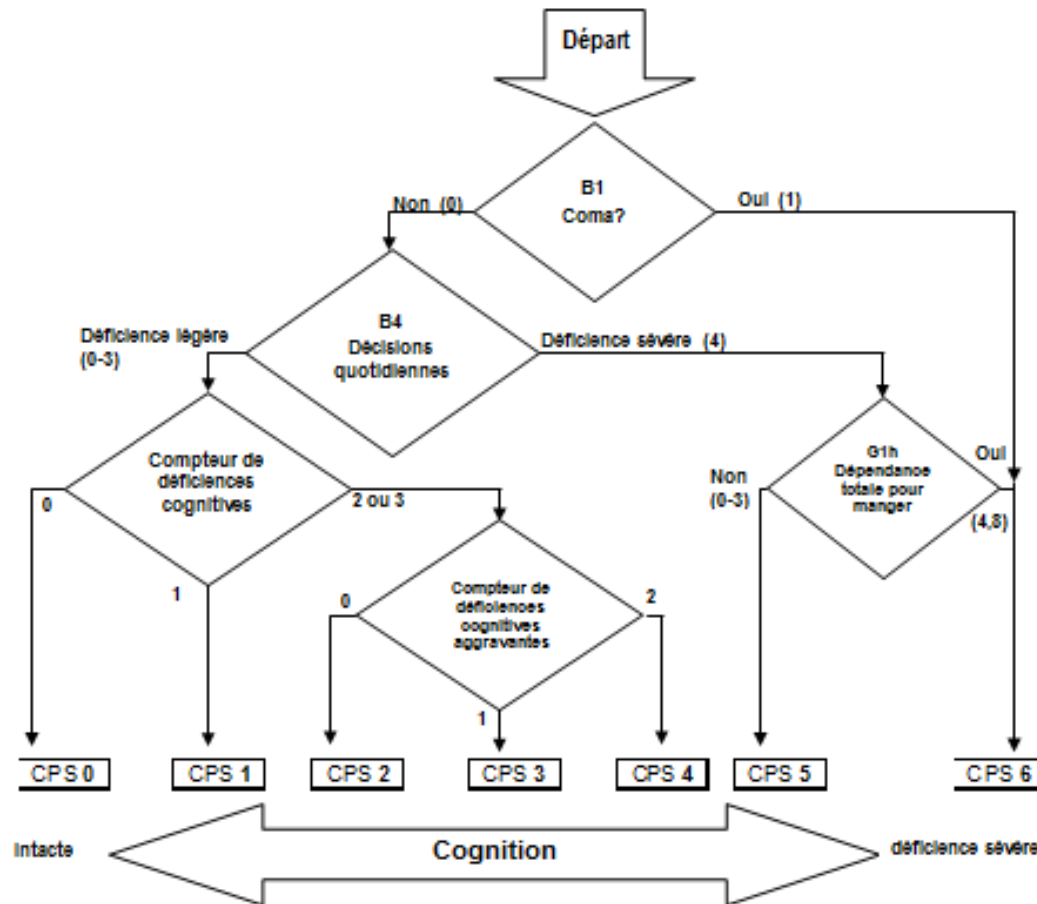 Départ
B1
Coma?
Non (0)
Oui (1)
B4
Décisions
quotidiennes
Déficience légère
(0-3)
Déficience sévère (4)
Compteur de
déficiences
cognitives
0
1
2 ou 3
G1h
Dépendance
totale pour
manger
Non
(0-3)
Oui
(4,8)
Compteur de
déficiences
cognitives
aggravantes
0
1
2
CPS 0
CPS 1
CPS 2
CPS 3
CPS 4
CPS 5
CPS 6
Intacte
Cognition
déficience sévère